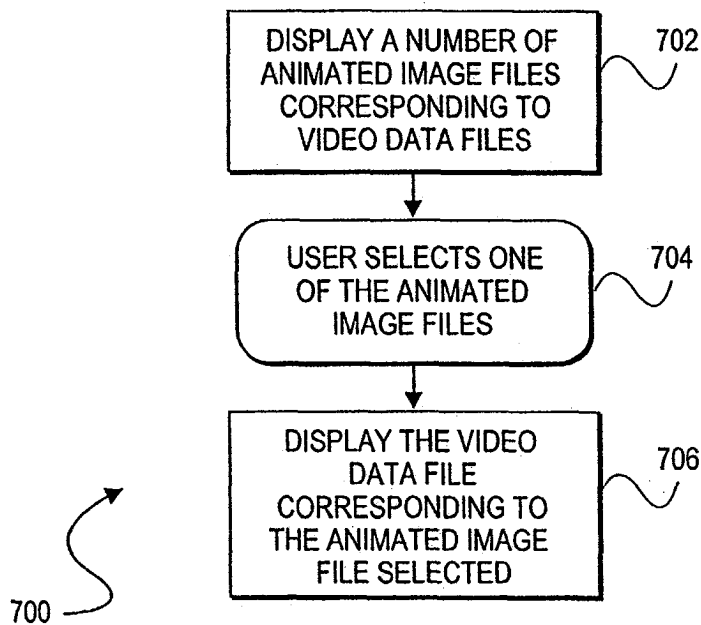 DISPLAY A NUMBER OF
ANIMATED IMAGE FILES
CORRESPONDING TO
VIDEO DATA FILES
702
USER SELECTS ONE
OF THE ANIMATED
IMAGE FILES
704
DISPLAY THE VIDEO
DATA FILE
CORRESPONDING TO
THE ANIMATED IMAGE
FILE SELECTED
706
700